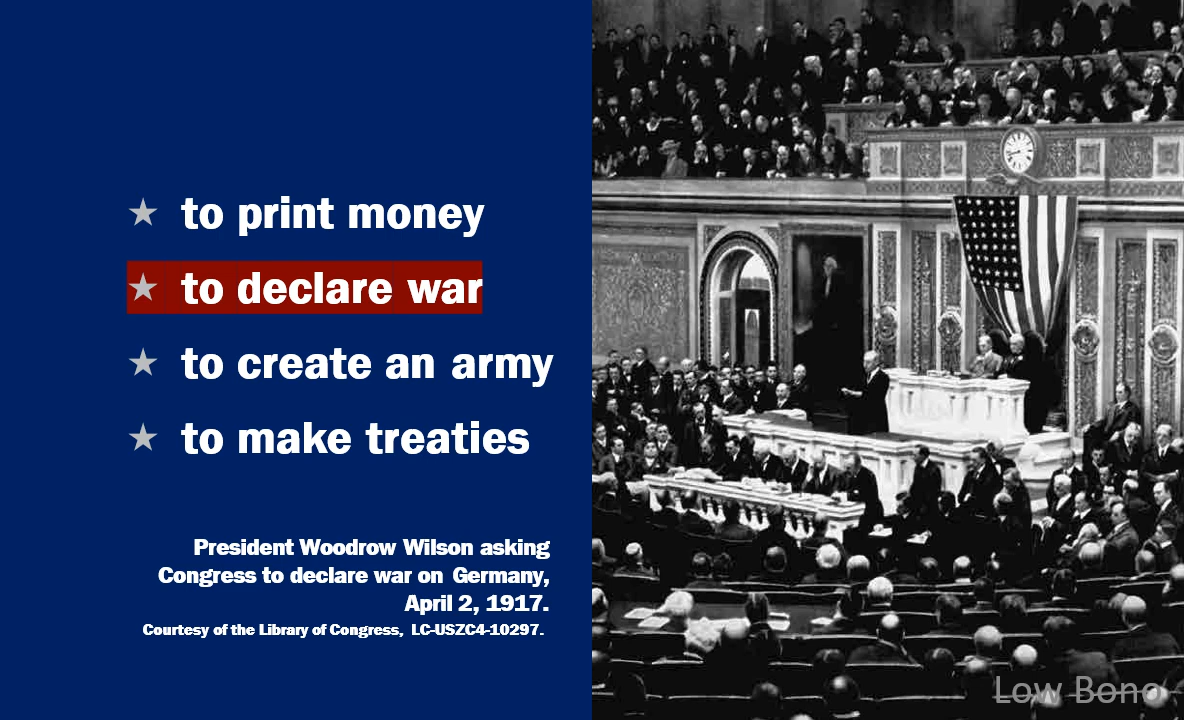 to print money
to declare war
to create an army
to make treaties
President Woodrow Wilson asking
Congress to declare war on Germany,
April 2, 1917.
Courtesy of the Library of Congress, LC-USZC4-10297.
Low Bono